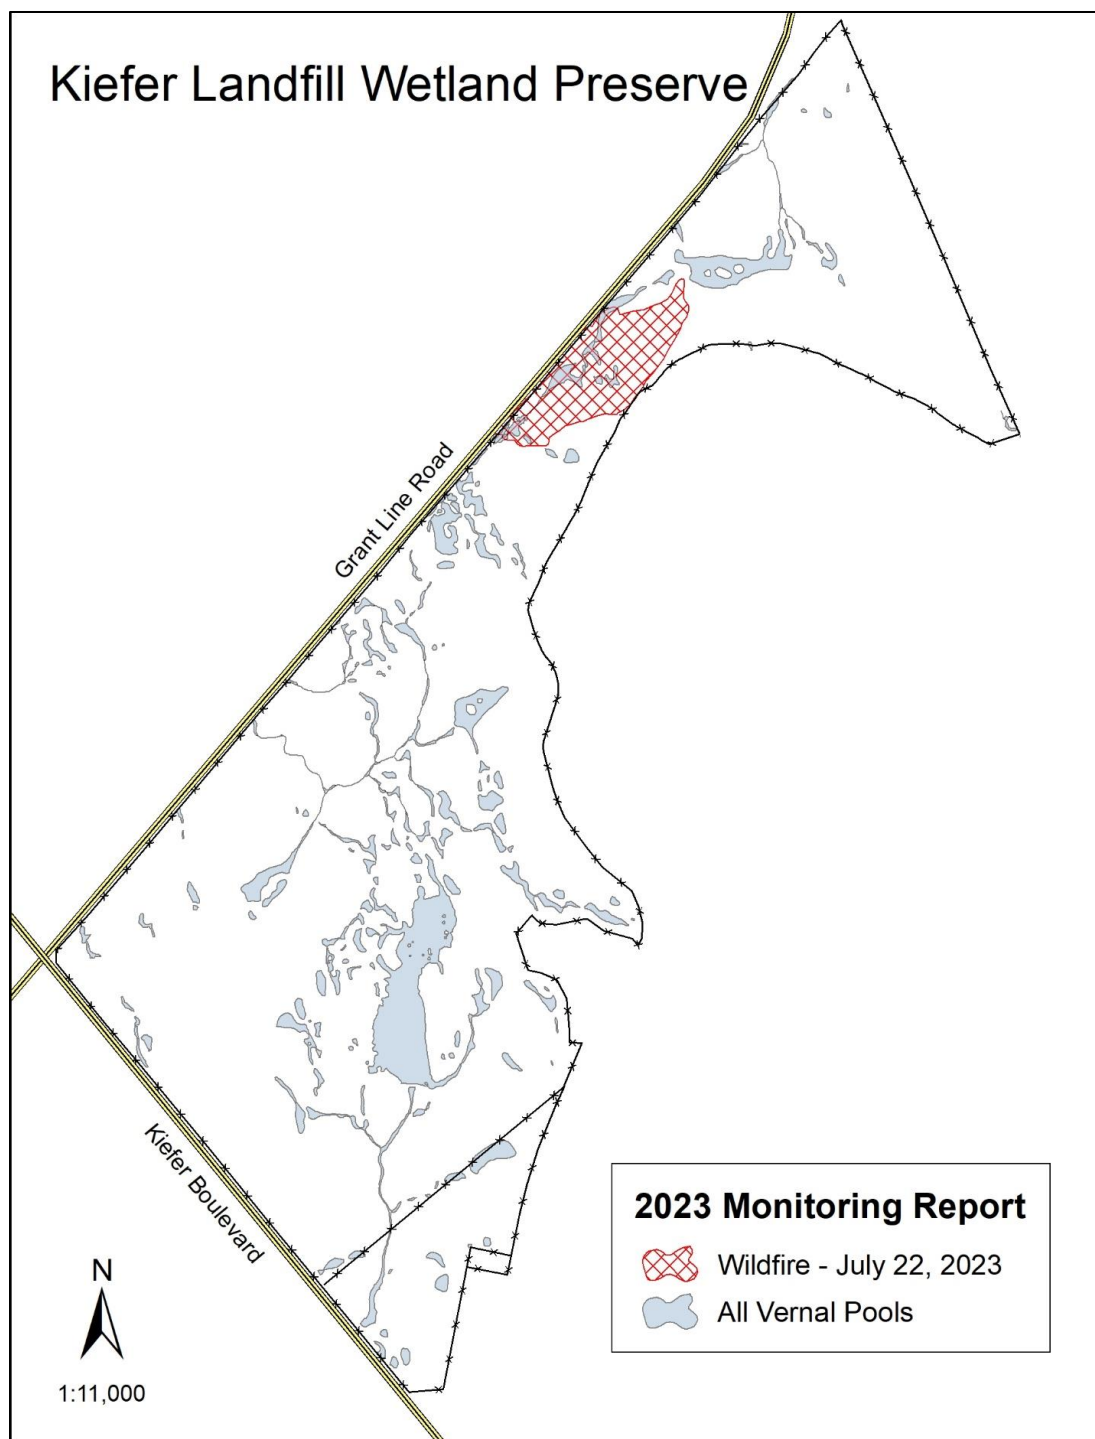 Kiefer Landfill Wetland Preserve
Grant Line Road
Kiefer Boulevard
2023 Monitoring Report
Wildfire - July 22, 2023
All Vernal Pools
N
1:11,000